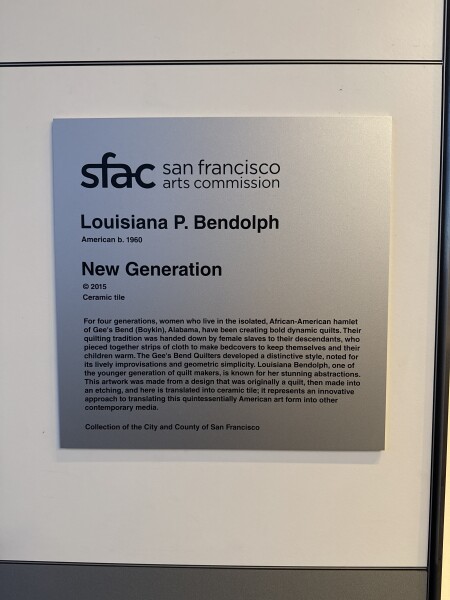 sfac san francisco
arts commission
Louisiana P. Bendolph
American b. 1960
New Generation
© 2015
Ceramic tile
For four generations, women who live in the isolated, African-American hamlet
of Gee's Bend (Boykin), Alabama, have been creating bold dynamic quilts. Their
quilting tradition was handed down by female slaves to their descendants, who
pieced together strips of cloth to make bedcovers to keep themselves and their
children warm. The Gee's Bend Quilters developed a distinctive style, noted for
its lively improvisations and geometric simplicity. Louisiana Bendolph, one of
the younger generation of quilt makers, is known for her stunning abstractions.
This artwork was made from a design that was originally a quilt, then made into
an etching, and here is translated into ceramic tile; it represents an innovative
approach to translating this quintessentially American art form into other
contemporary media.
Collection of the City and County of San Francisco